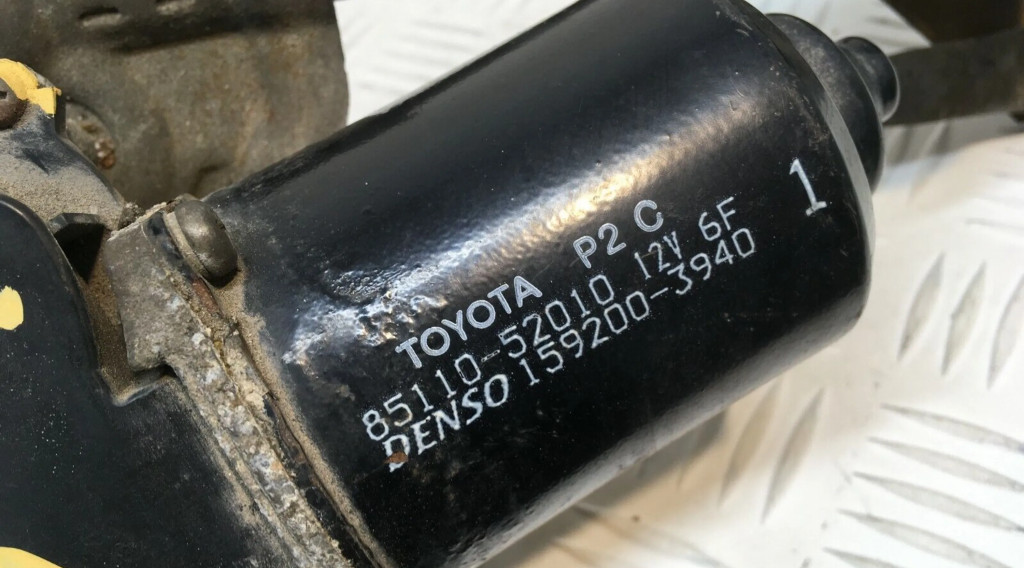 TOYOTA P2 C
85110-52010 12V 6F
DENSO 159200-3940
1